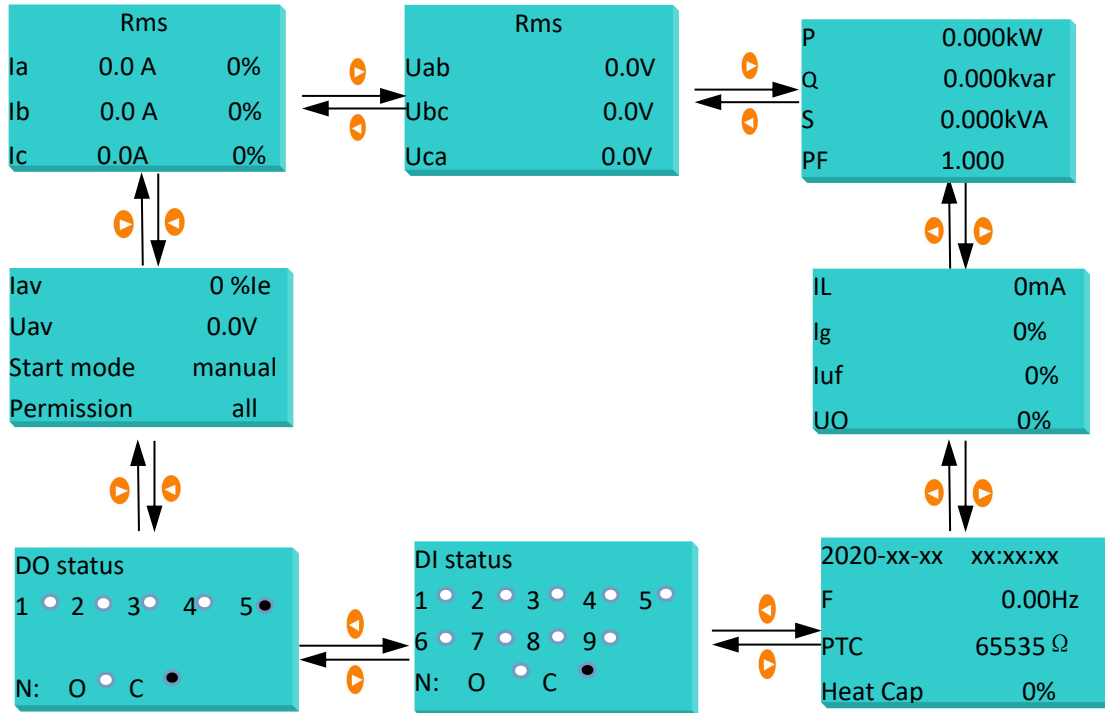 Rms
Ia 0.0 A 0%
Ib 0.0 A 0%
Ic 0.0A 0%
Rms
Uab 0.0V
Ubc 0.0V
Uca 0.0V
P 0.000kW
Q 0.000kvar
S 0.000kVA
PF 1.000
Iav 0 %Ie
Uav 0.0V
Start mode manual
Permission all
IL 0mA
Ig 0%
Iuf 0%
UO 0%
DO status
1 2 3 4 5
N: O C
DI status
1 2 3 4 5
6 7 8 9
N: O C
2020-xx-xx xx:xx:xx
F 0.00Hz
PTC 65535 Ω
Heat Cap 0%